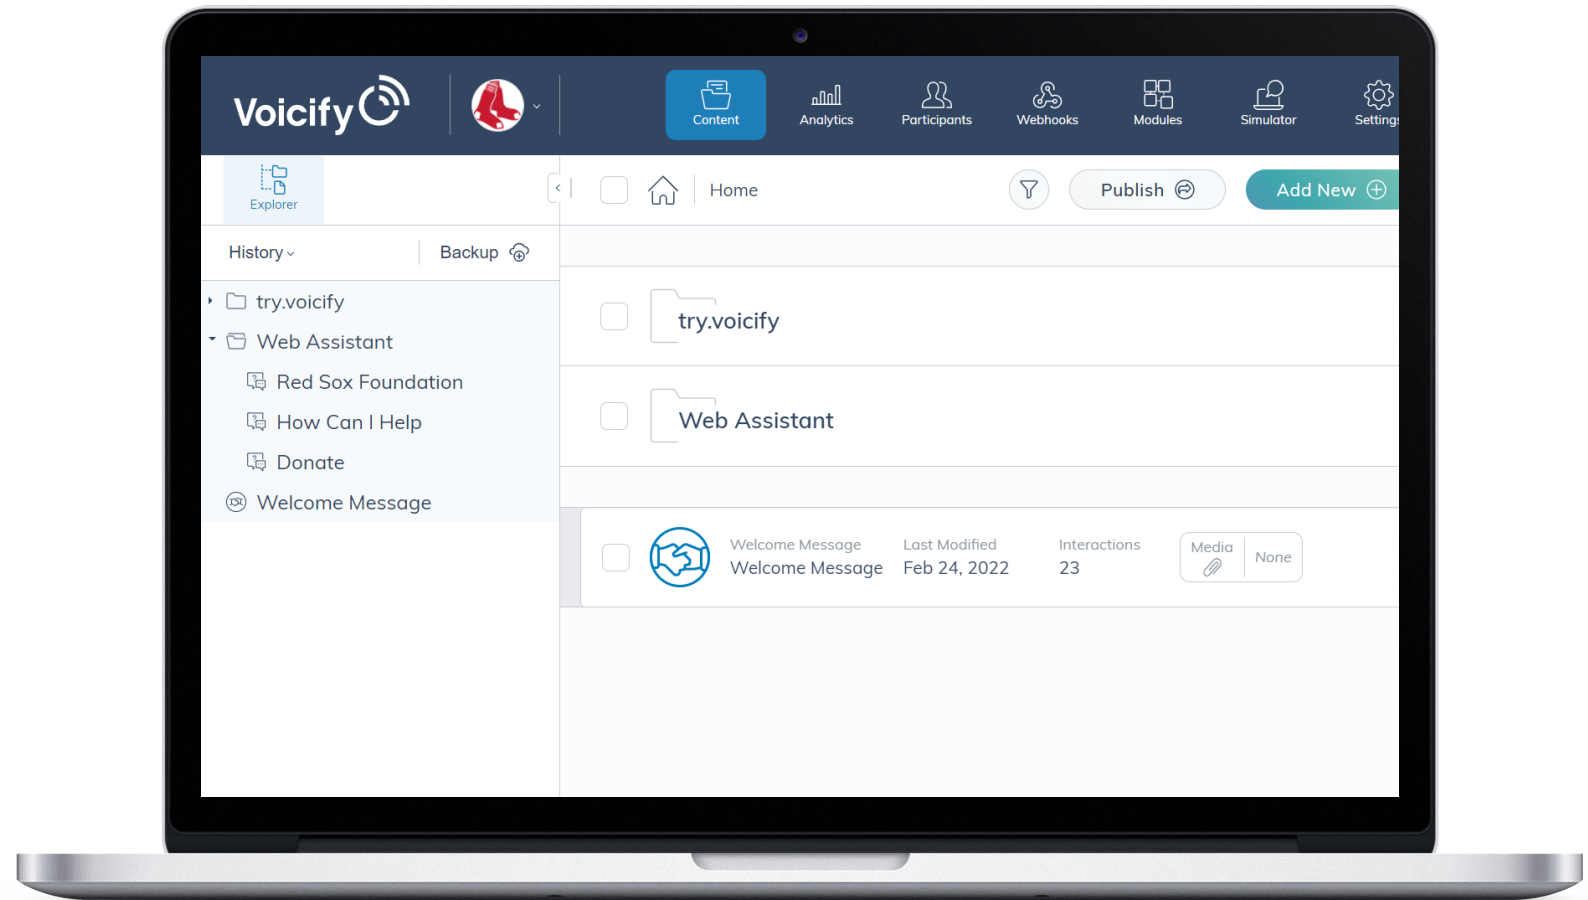 Voicify
Content
Analytics
Participants
Webhooks
Modules
Simulator
Settings
Explorer
Home
Publish
Add New
History
Backup
try.voicify
Web Assistant
Red Sox Foundation
How Can I Help
Donate
Welcome Message
try.voicify
Web Assistant
Welcome Message
Welcome Message
Last Modified
Feb 24, 2022
Interactions
23
Media
None